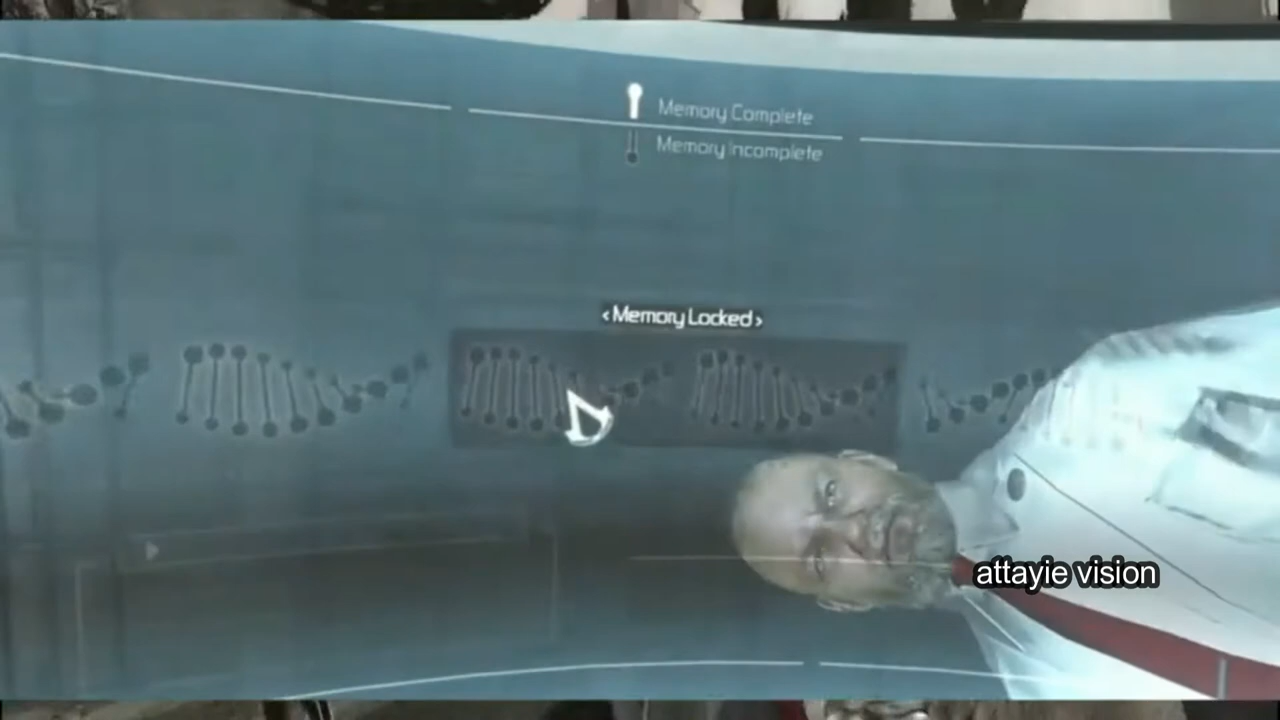 Memory Complete
Memory Incomplete
< Memory Locked >
attayie vision